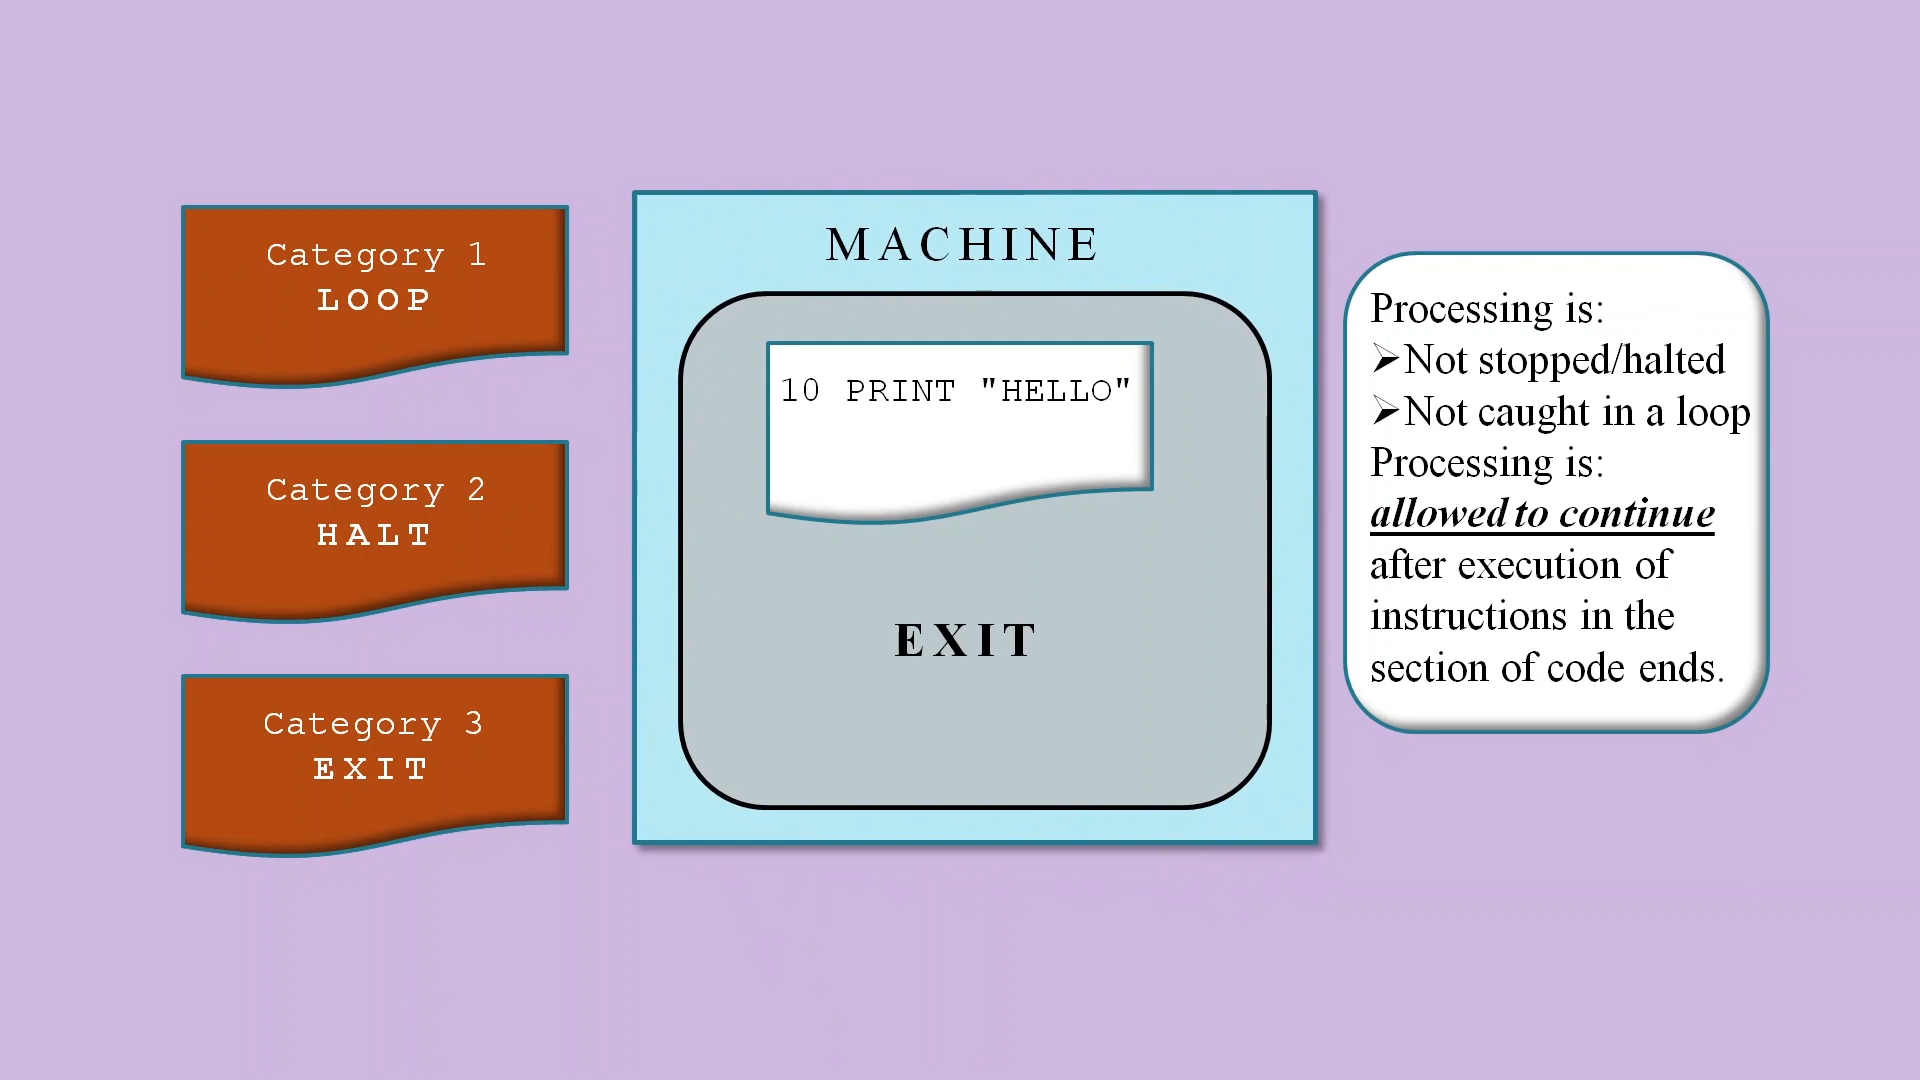 Category 1
LOOP
Category 2
HALT
Category 3
EXIT
MACHINE
10 PRINT "HELLO"
EXIT
Processing is:
➢Not stopped/halted
➢Not caught in a loop
Processing is:
allowed to continue
after execution of
instructions in the
section of code ends.